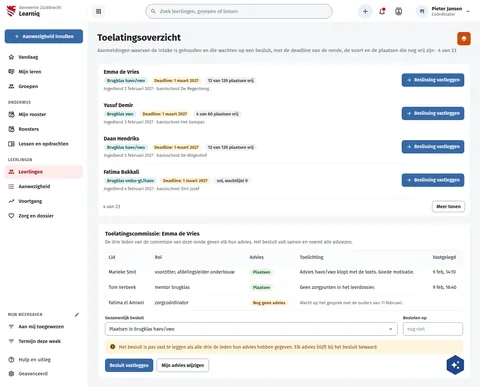 Gemeente Zuiddrecht
Learniq
Zoek leerlingen, groepen of lessen
Pieter Jansen
Coördinator
Aanwezigheid invullen
Vandaag
Mijn leren
Groepen
ONDERWIJS
Mijn rooster
Roosters
Lessen en opdrachten
LEERLINGEN
Leerlingen
Aanwezigheid
Voortgang
Zorg en dossier
MIJN WEERGAVEN
Aan mij toegewezen
Termijn deze week
Hulp en uitleg
Geavanceerd
Toelatingsoverzicht
Aanmeldingen waarvan de intake is gehouden en die wachten op een besluit, met de deadline van de ronde, de soort en de plaatsen die nog vrij zijn · 4 van 23
Emma de Vries
Brugklas havo/vwo Deadline: 1 maart 2027 12 van 120 plaatsen vrij
Ingediend 2 februari 2027 · basisschool De Regenboog
Beslissing vastleggen
Yusuf Demir
Brugklas vwo Deadline: 1 maart 2027 4 van 60 plaatsen vrij
Ingediend 3 februari 2027 · basisschool Het Kompas
Beslissing vastleggen
Daan Hendriks
Brugklas havo/vwo Deadline: 1 maart 2027 12 van 120 plaatsen vrij
Ingediend 3 februari 2027 · basisschool De Wilgenhof
Beslissing vastleggen
Fatima Bakkali
Brugklas vmbo-gt/havo Deadline: 1 maart 2027 vol, wachtlijst 9
Ingediend 4 februari 2027 · basisschool Sint Jozef
Beslissing vastleggen
4 van 23
Meer tonen
Toelatingscommissie: Emma de Vries
De drie leden van de commissie van deze ronde geven elk hun advies. Het besluit valt samen en noemt alle adviezen.
Lid Rol Advies Toelichting Vastgelegd
Marieke Smit voorzitter, afdelingsleider onderbouw Plaatsen Advies havo/vwo klopt met de toets. Goede motivatie. 9 feb, 14:10
Tom Verbeek mentor brugklas Plaatsen Geen zorgpunten in het leerdossier. 9 feb, 16:40
Fatima el Amrani zorgcoördinator Nog geen advies Wacht op het gesprek met de ouders van 11 februari.
Gezamenlijk besluit
Besloten op
Plaatsen in brugklas havo/vwo
nog niet
Het besluit is pas vast te leggen als alle drie de leden hun advies hebben gegeven. Elk advies blijft bij het besluit bewaard.
Besluit vastleggen
Mijn advies wijzigen